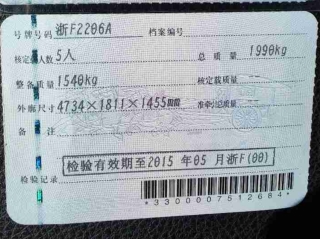 号牌号码 浙F2206A 档案编号
核定载人数 5人 总质量 1990kg
整备质量 1540kg 核定载质量 --
外廓尺寸 4734×1811×1455mm 准牵引总质量 --
备注
检验有效期至2015 年05 月浙F(00)
检验记录
*3300007512684*